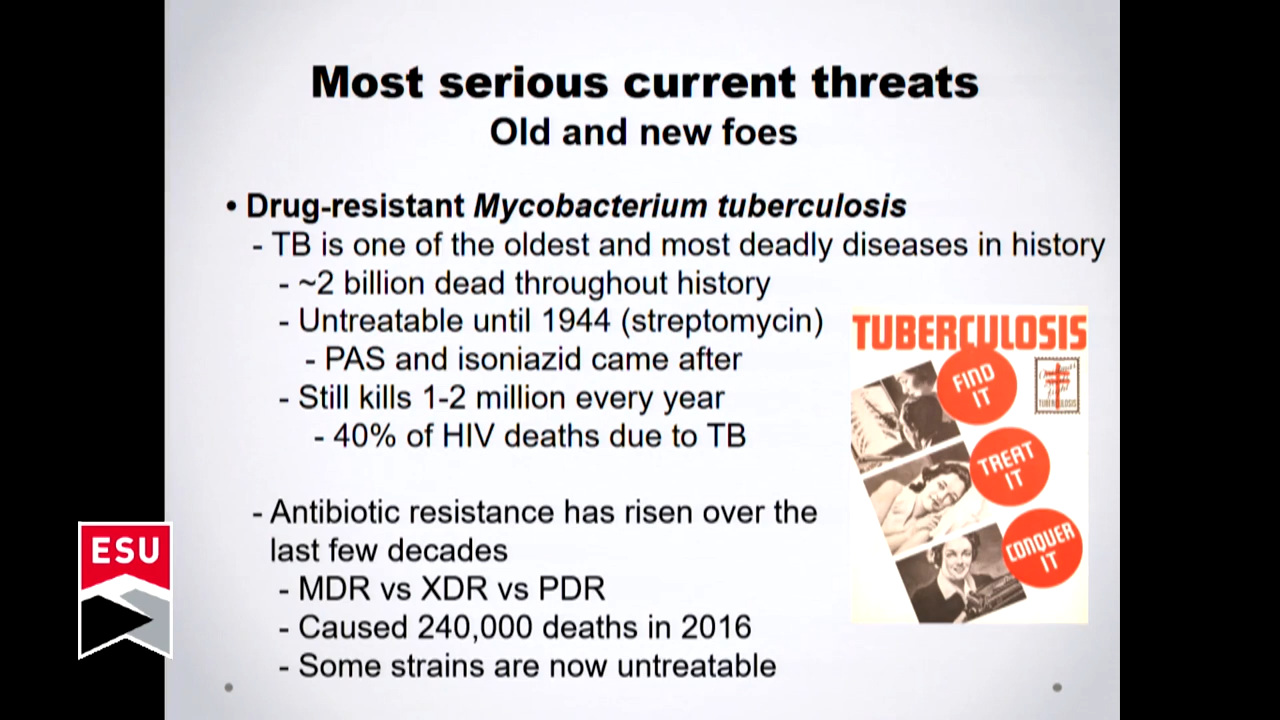 Most serious current threats
Old and new foes
• Drug-resistant Mycobacterium tuberculosis
- TB is one of the oldest and most deadly diseases in history
- ~2 billion dead throughout history
- Untreatable until 1944 (streptomycin)
- PAS and isoniazid came after
- Still kills 1-2 million every year
- 40% of HIV deaths due to TB
- Antibiotic resistance has risen over the
last few decades
- MDR vs XDR vs PDR
- Caused 240,000 deaths in 2016
- Some strains are now untreatable
TUBERCULOSIS
FIND
IT
TUBERCULOSIS
TREAT
IT
CONQUER
IT
ESU